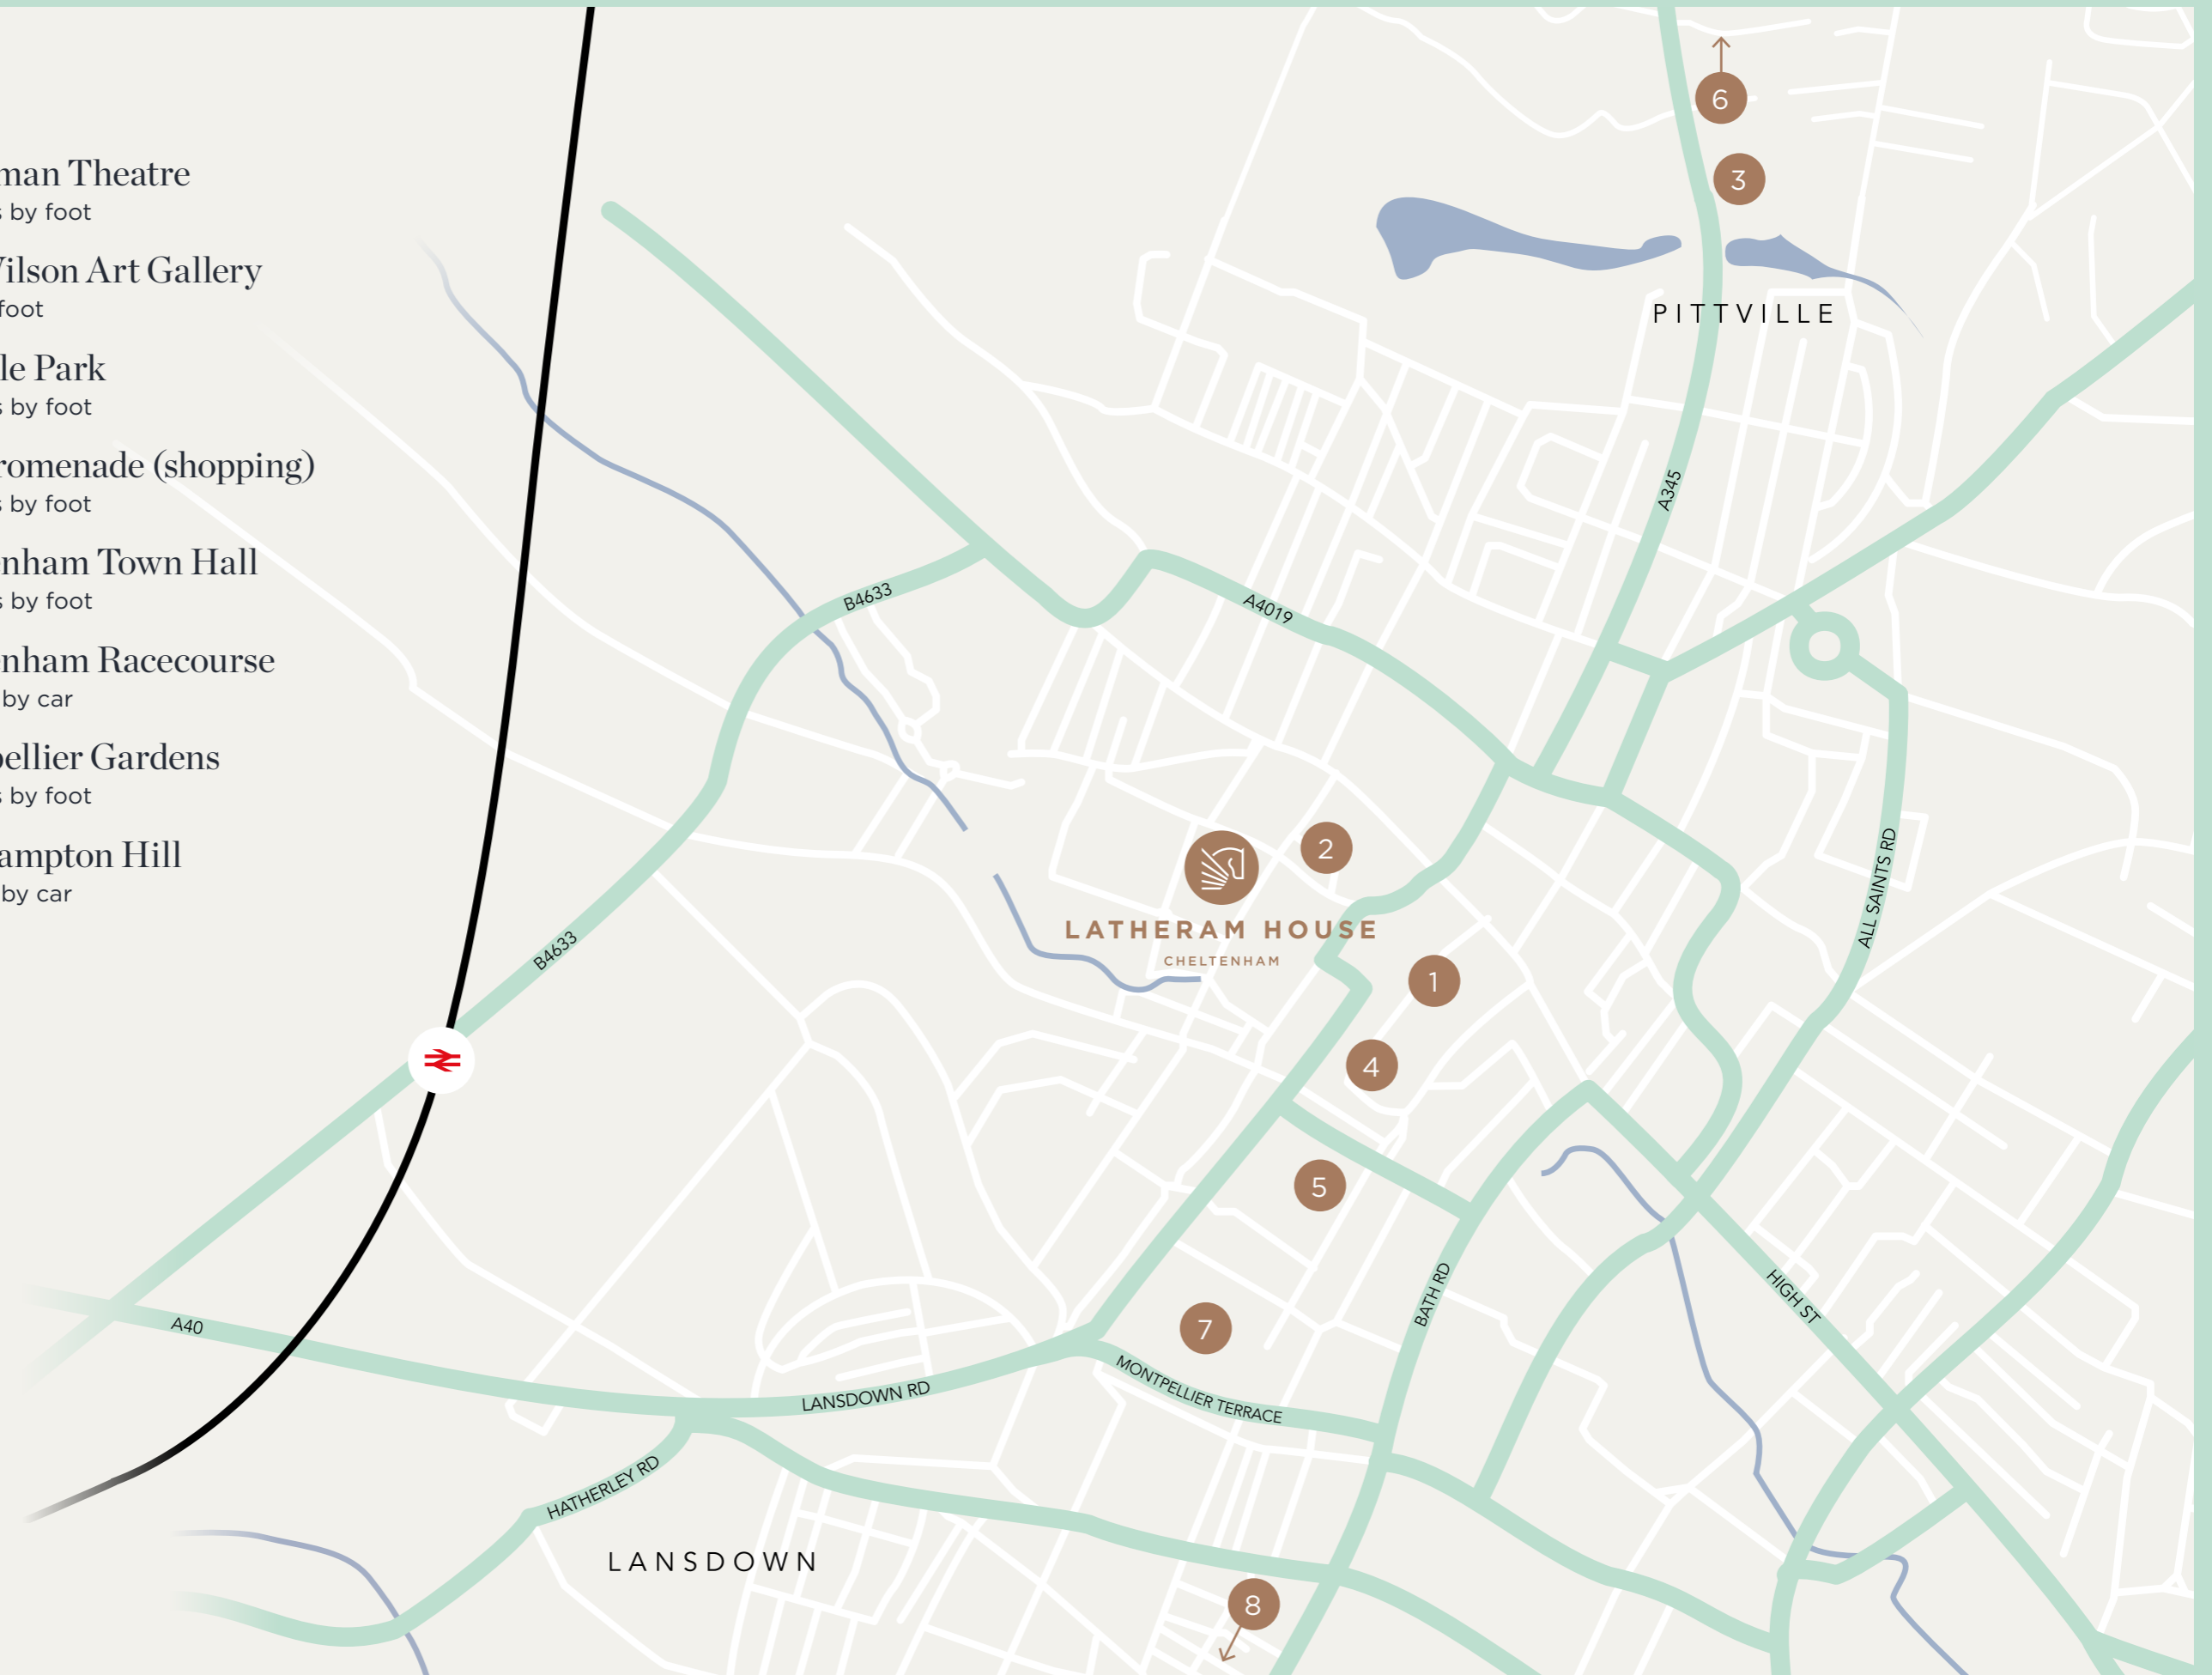 man Theatre
s by foot
Wilson Art Gallery
foot
le Park
s by foot
romenade (shopping)
s by foot
nham Town Hall
s by foot
nham Racecourse
by car
pellier Gardens
s by foot
ampton Hill
by car
6
3
PITTVILLE
A345
B4633
A4019
2
LATHERAM HOUSE
CHELTENHAM
ALL SAINTS RD
B4633
1
4
5
BATH RD
HIGH ST
A40
7
MONTPELLIER TERRACE
LANSDOWN RD
HATHERLEY RD
LANSDOWN
8